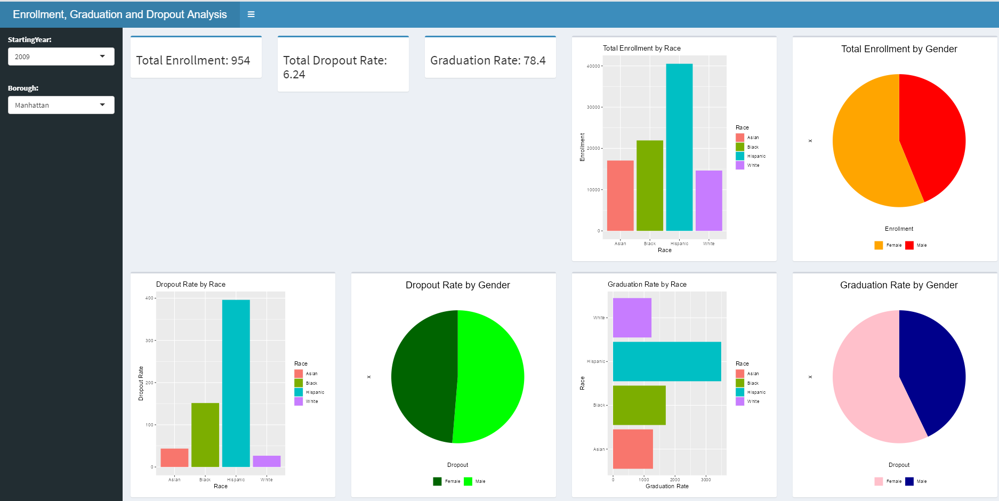 Enrollment, Graduation and Dropout Analysis
StartingYear:
2009
Borough:
Manhattan
Total Enrollment: 954
Total Dropout Rate:
6.24
Graduation Rate: 78.4
Total Enrollment by Race
40000
30000
20000
10000
0
Enrollment
Asian Black Hispanic White
Race
Race
Asian
Black
Hispanic
White
Total Enrollment by Gender
x
Enrollment
Female Male
Dropout Rate by Race
400
300
200
100
0
Dropout Rate
Asian Black Hispanic White
Race
Race
Asian
Black
Hispanic
White
Dropout Rate by Gender
x
Dropout
Female Male
Graduation Rate by Race
White
Hispanic
Black
Asian
Race
0 1000 2000 3000
Graduation Rate
Race
Asian
Black
Hispanic
White
Graduation Rate by Gender
x
Dropout
Female Male